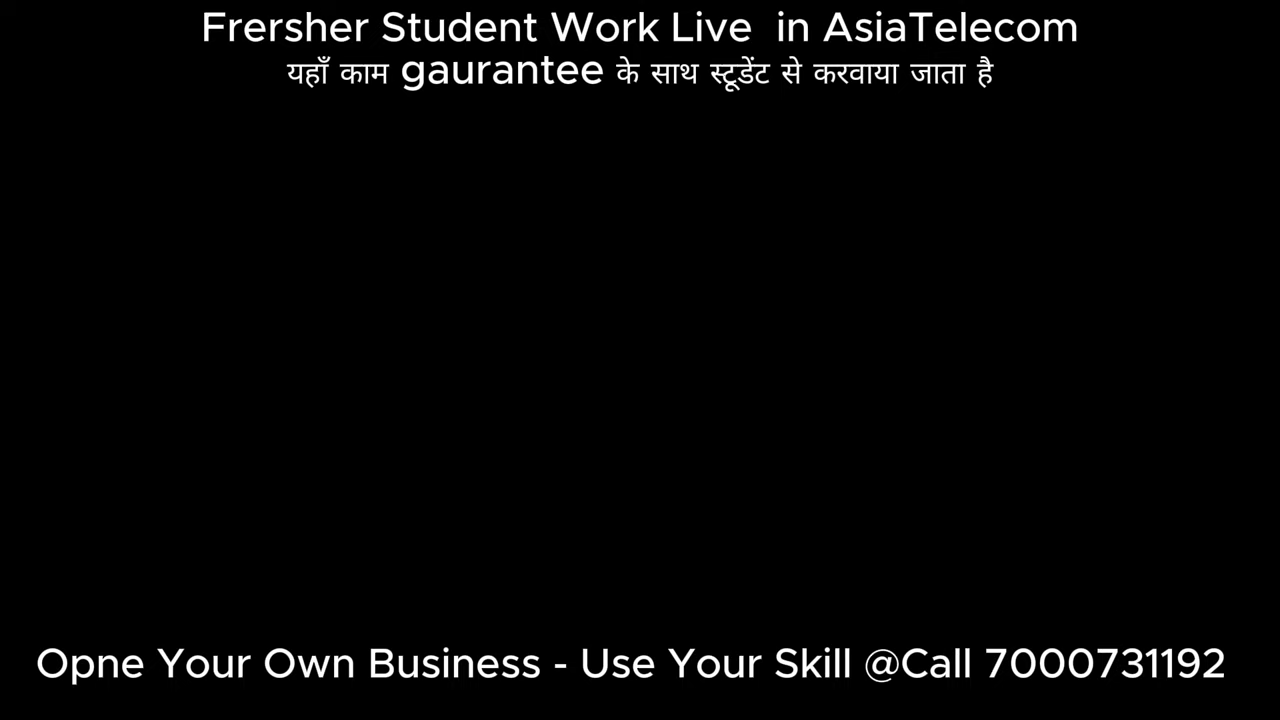 Frersher Student Work Live  in AsiaTelecom
यहाँ काम gaurantee के साथ स्टूडेंट से करवाया जाता है
Opne Your Own Business - Use Your Skill @Call 7000731192